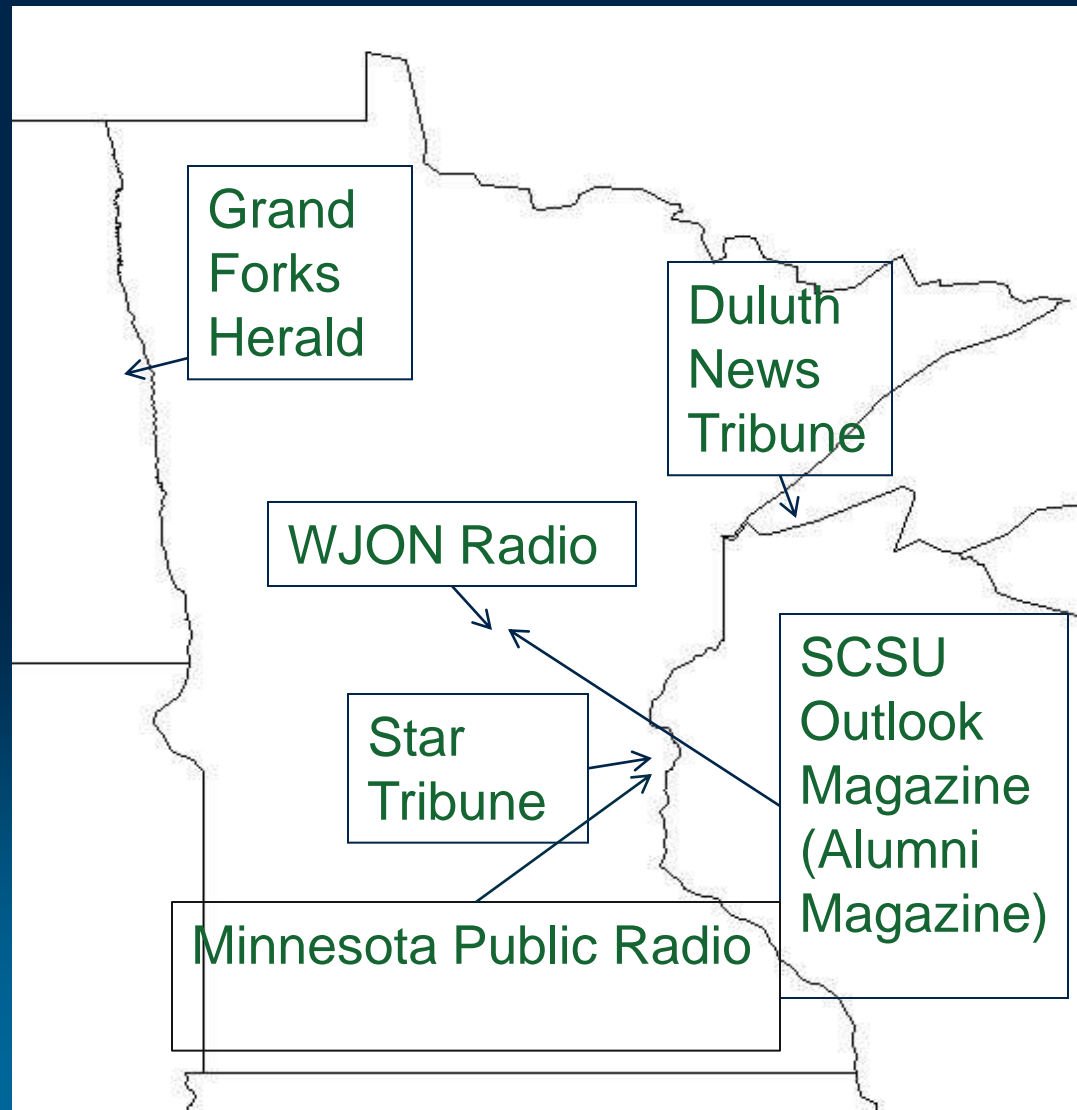 Grand
Forks
Herald
Duluth
News
Tribune
WJON Radio
SCSU
Outlook
Magazine
(Alumni
Magazine)
Star
Tribune
Minnesota Public Radio